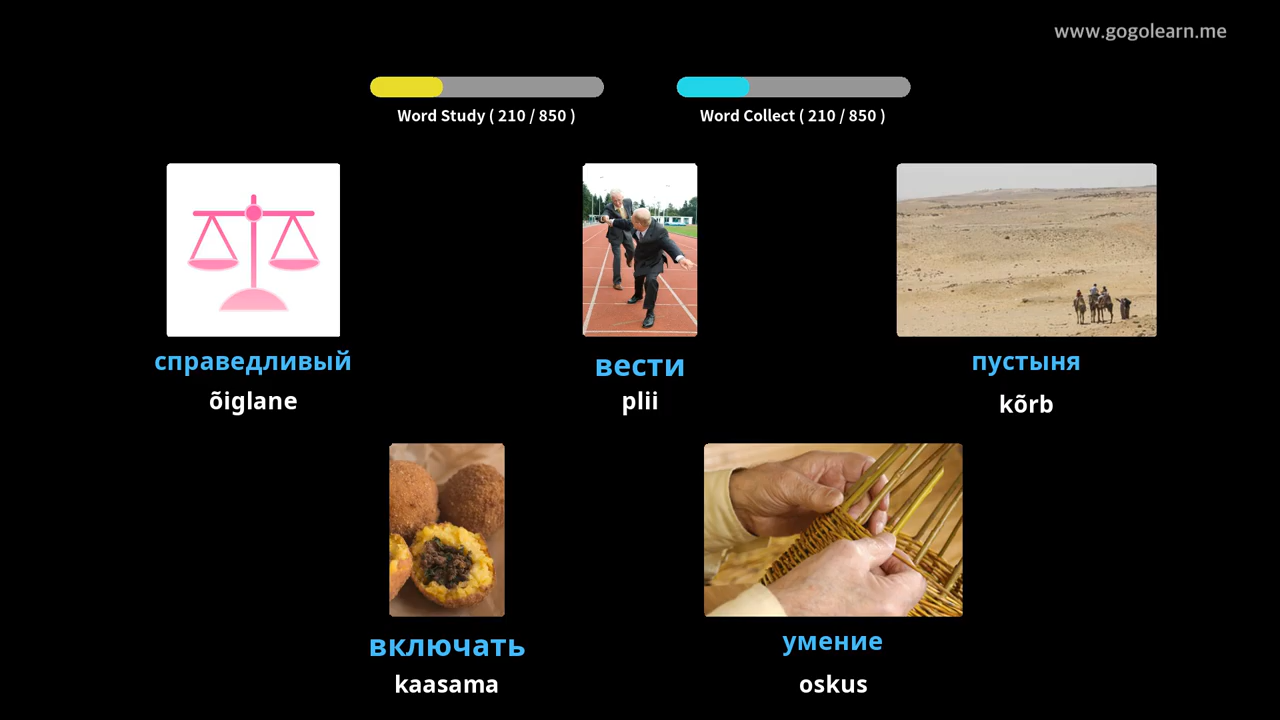 www.gogolearn.me
Word Study ( 210 / 850 )
Word Collect ( 210 / 850 )
справедливый
õiglane
вести
plii
пустыня
kõrb
включать
kaasama
умение
oskus